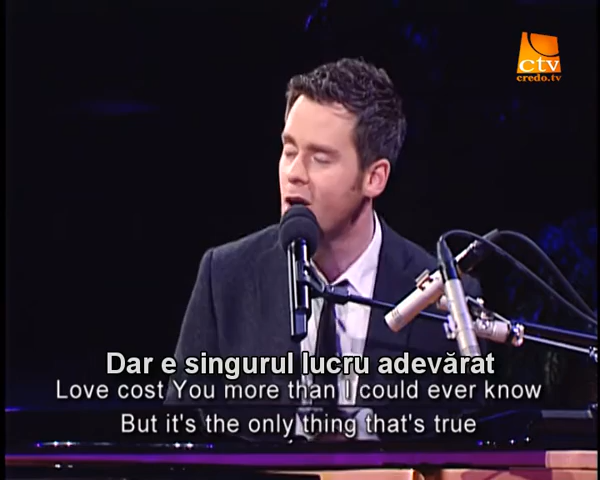 ctv
credo.tv
Dar e singurul lucru adevărat
Love cost You more than I could ever know
But it's the only thing that's true